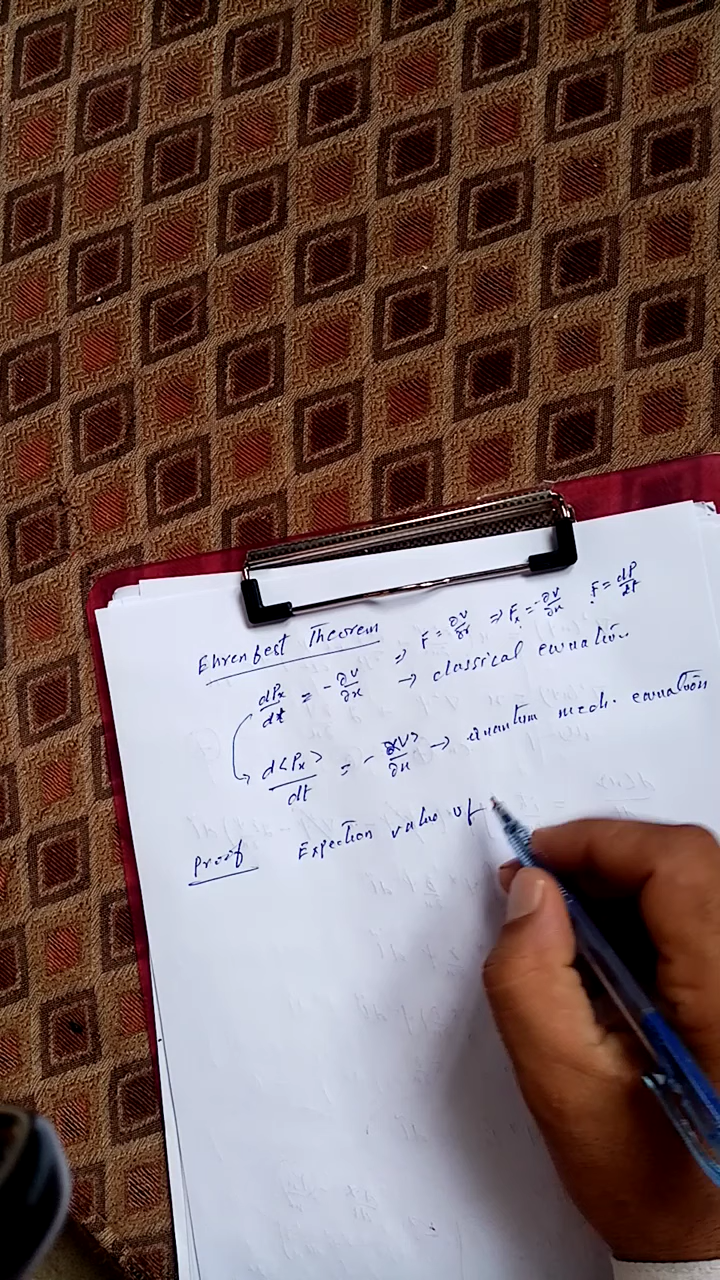 Ehrenfest Theorem ⇒ F = ∂V/∂r ⇒ Fₓ = -∂V/∂x F = dP/dt
dPx/dt = -∂V/∂x → classical equation
d<Px>/dt = -∂<V>/∂x → quantum mech. equation
Proof Expection value of